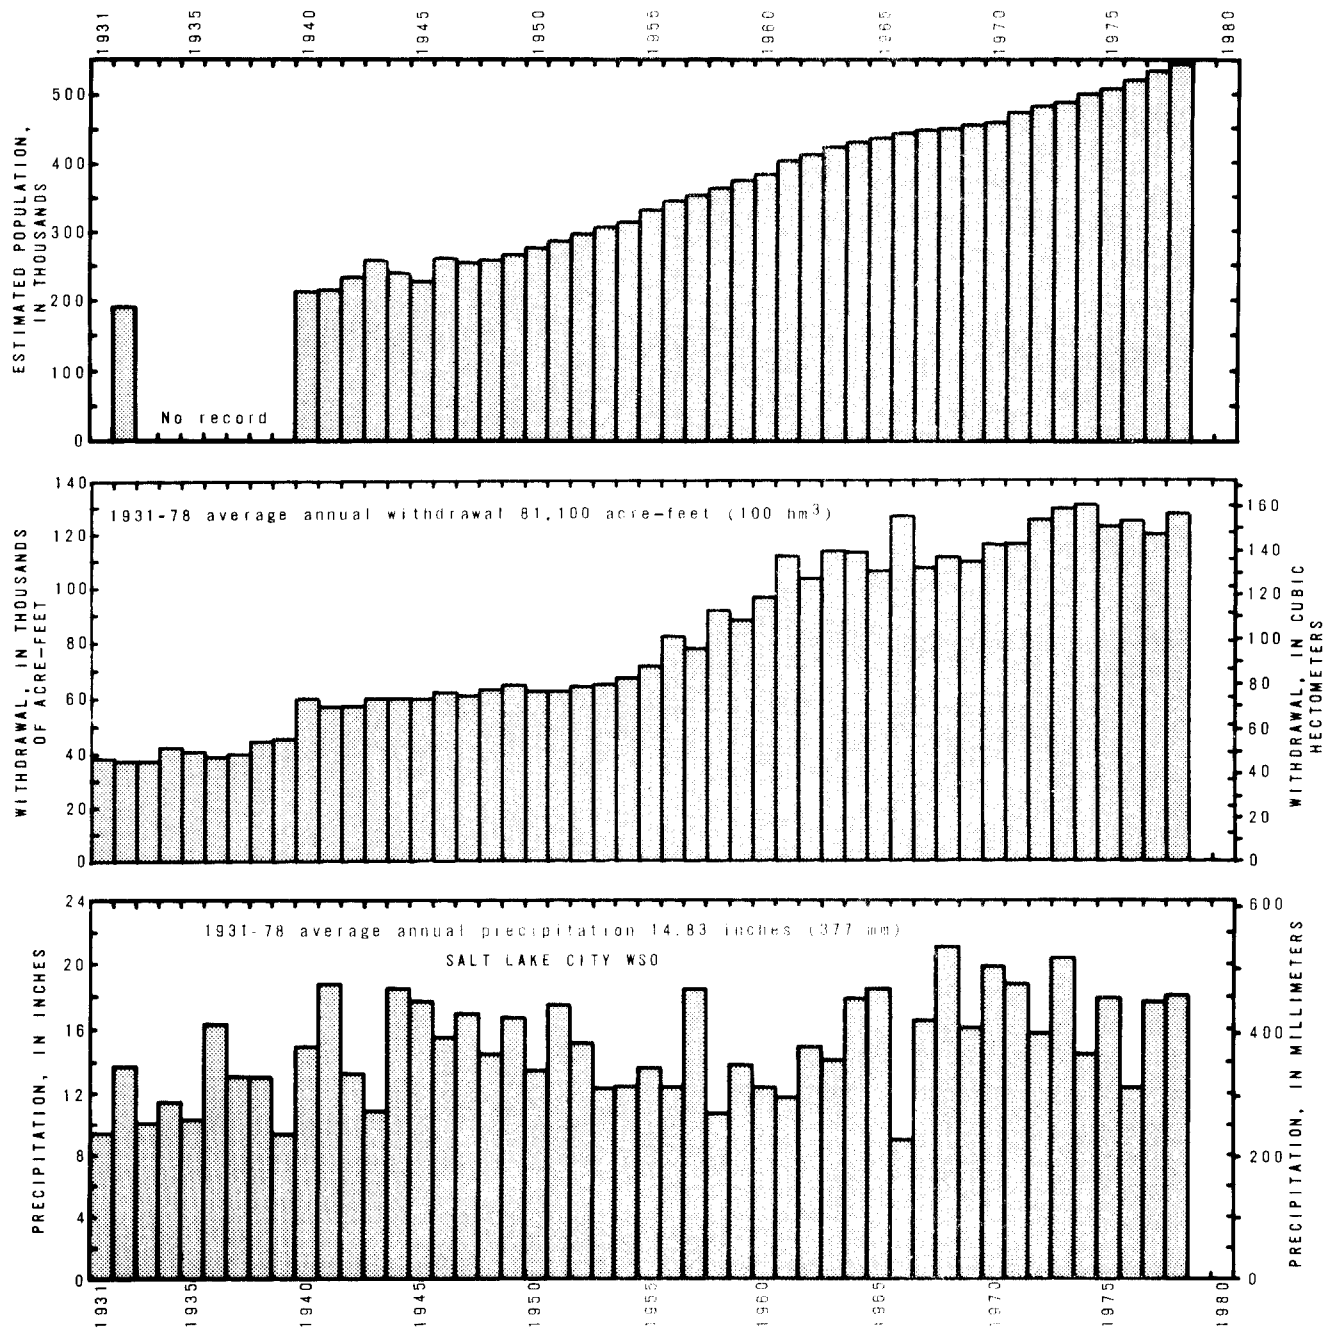 1931 1935 1940 1945 1950 1955 1960 1965 1970 1975 1980
ESTIMATED POPULATION,
IN THOUSANDS
500
400
300
200
100
0
No record
WITHDRAWAL, IN THOUSANDS
OF ACRE-FEET
140
120
100
80
60
40
20
0
1931-78 average annual withdrawal 81,100 acre-feet (100 hm³)
160
140
120
100
80
60
40
20
0
WITHDRAWAL, IN CUBIC
HECTOMETERS
PRECIPITATION, IN INCHES
24
20
16
12
8
4
0
1931-78 average annual precipitation 14.83 inches (377 mm)
SALT LAKE CITY WSO
600
400
200
0
PRECIPITATION, IN MILLIMETERS
1931 1935 1940 1945 1950 1955 1960 1965 1970 1975 1980